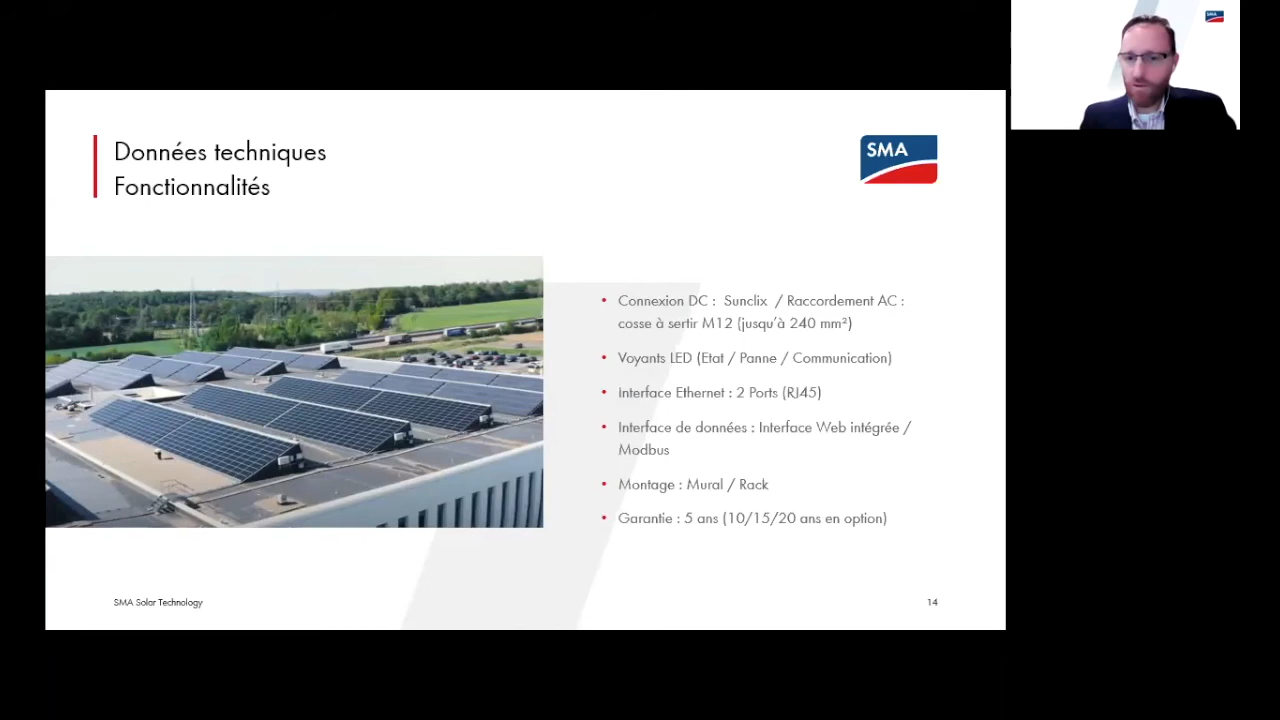 SMA
Données techniques
Fonctionnalités
SMA
• Connexion DC : Sunclix / Raccordement AC :
cosse à sertir M12 (jusqu'à 240 mm²)
• Voyants LED (Etat / Panne / Communication)
• Interface Ethernet : 2 Ports (RJ45)
• Interface de données : Interface Web intégrée /
Modbus
• Montage : Mural / Rack
• Garantie : 5 ans (10/15/20 ans en option)
SMA Solar Technology
14